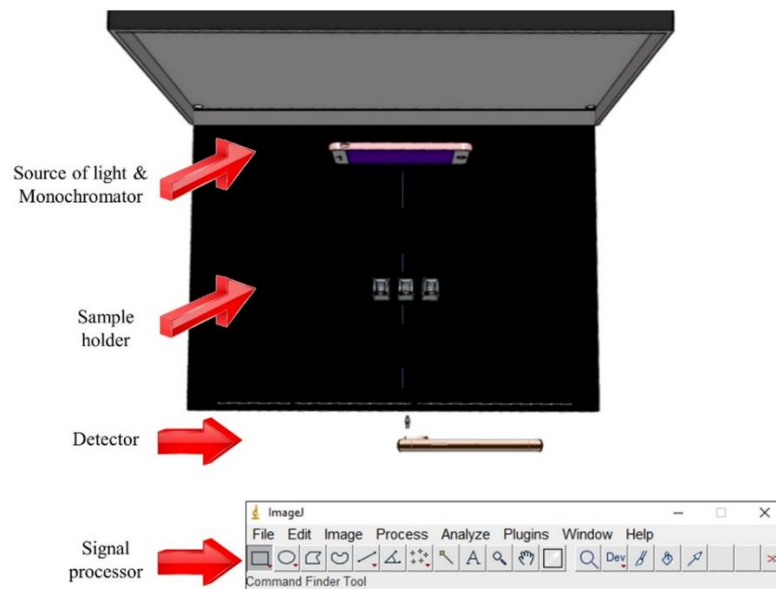 Source of light &
Monochromator
Sample
holder
Detector
Signal
processor
ImageJ
File Edit Image Process Analyze Plugins Window Help
A Dev >>
Command Finder Tool